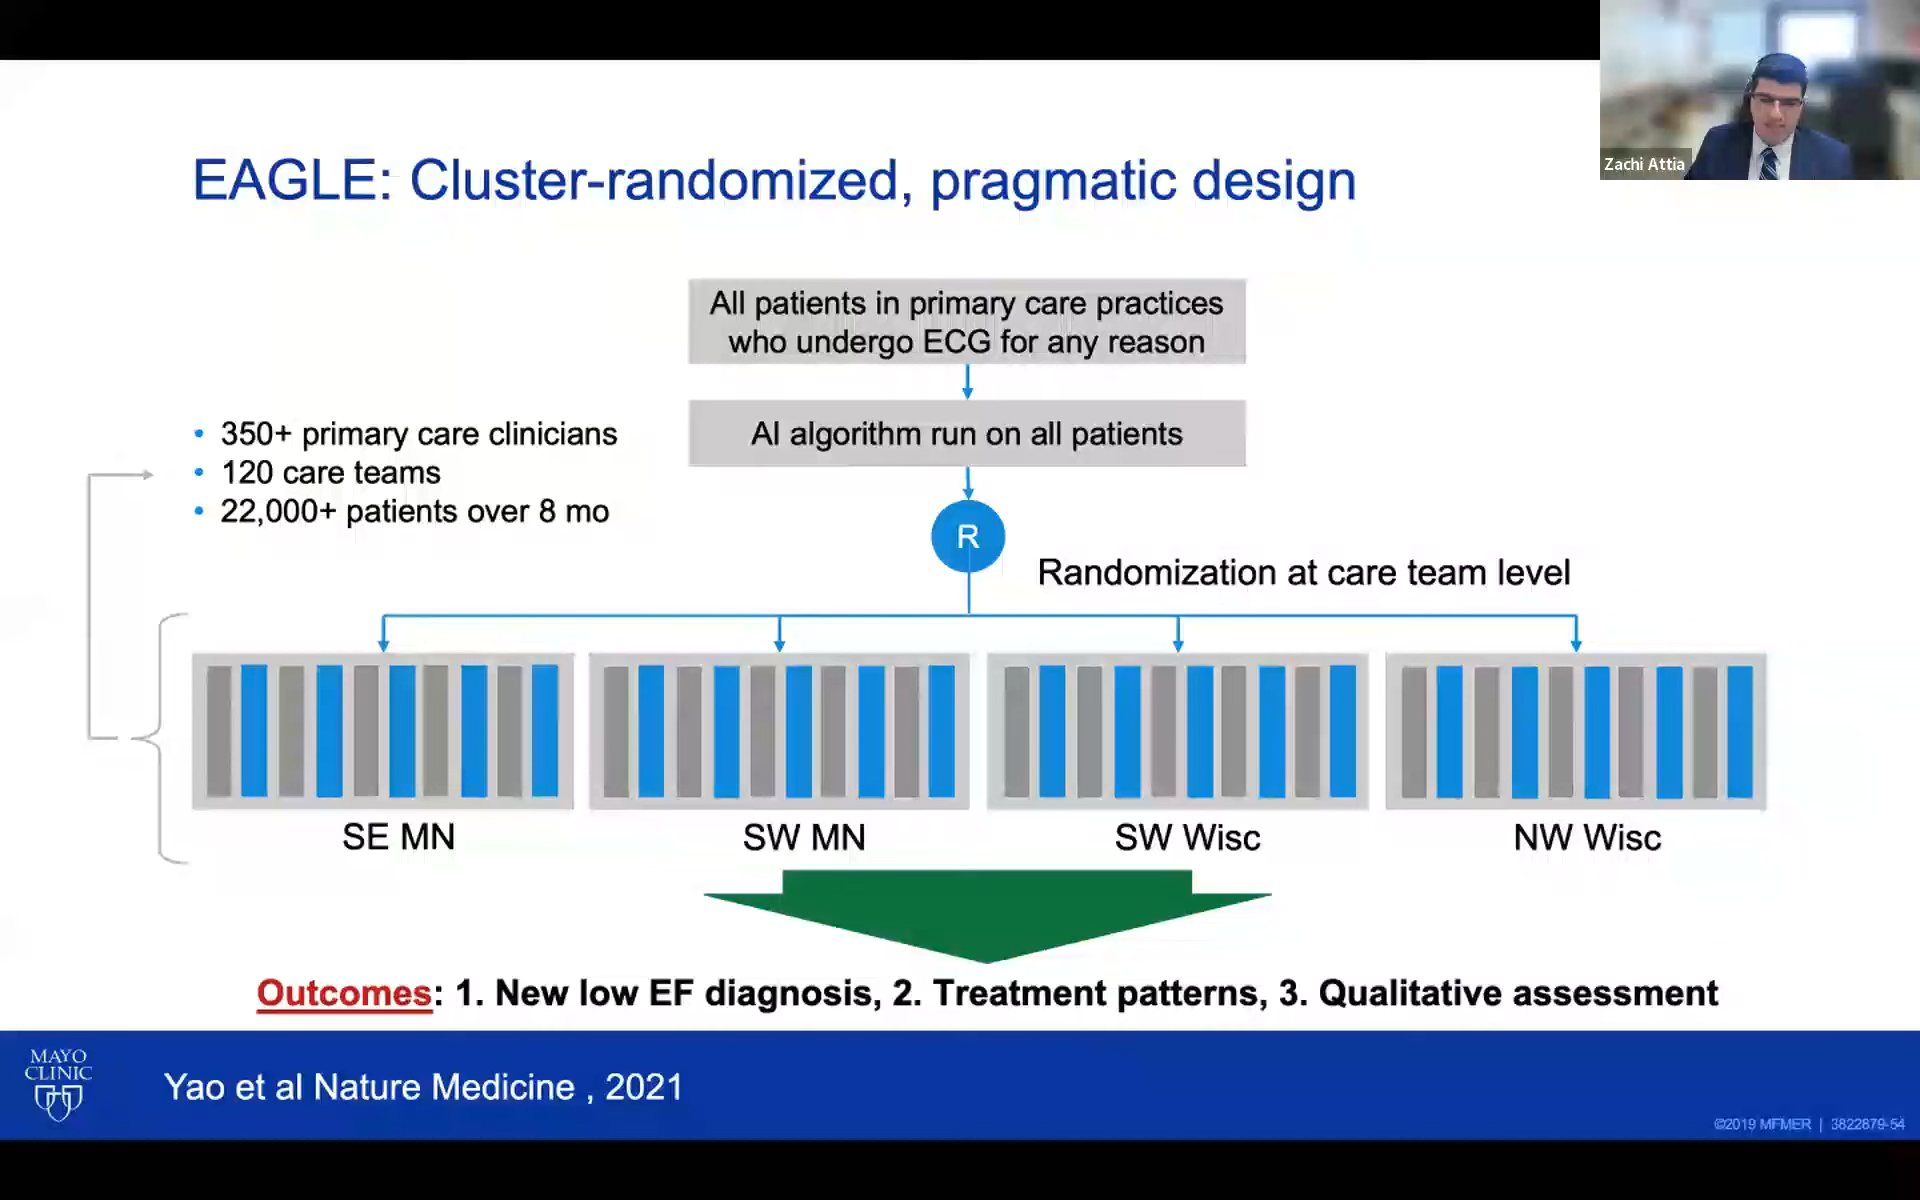 Zachi Attia
EAGLE: Cluster-randomized, pragmatic design
All patients in primary care practices
who undergo ECG for any reason
AI algorithm run on all patients
• 350+ primary care clinicians
• 120 care teams
• 22,000+ patients over 8 mo
R
Randomization at care team level
SE MN
SW MN
SW Wisc
NW Wisc
Outcomes: 1. New low EF diagnosis, 2. Treatment patterns, 3. Qualitative assessment
MAYO
CLINIC
Yao et al Nature Medicine , 2021
©2019 MFMER | 3822879-54